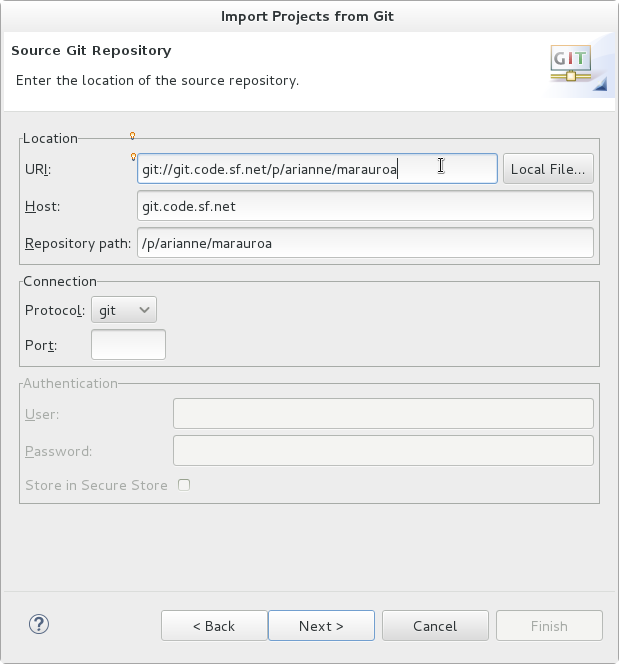 Import Projects from Git
Source Git Repository
Enter the location of the source repository.
GIT
Location
URI:
git://git.code.sf.net/p/arianne/marauroa
Local File...
Host:
git.code.sf.net
Repository path:
/p/arianne/marauroa
Connection
Protocol:
git
Port:
Authentication
User:
Password:
Store in Secure Store
?
< Back
Next >
Cancel
Finish